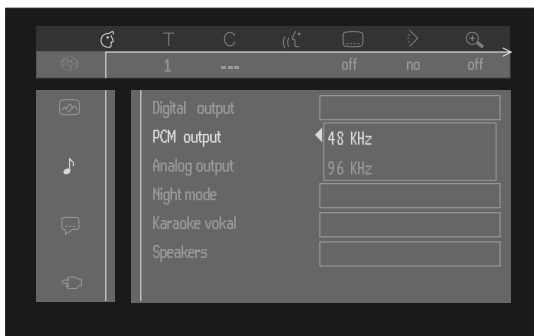 T C
1 --- off no off
Digital output
PCM output 48 KHz
Analog output 96 KHz
Night mode
Karaoke vokal
Speakers